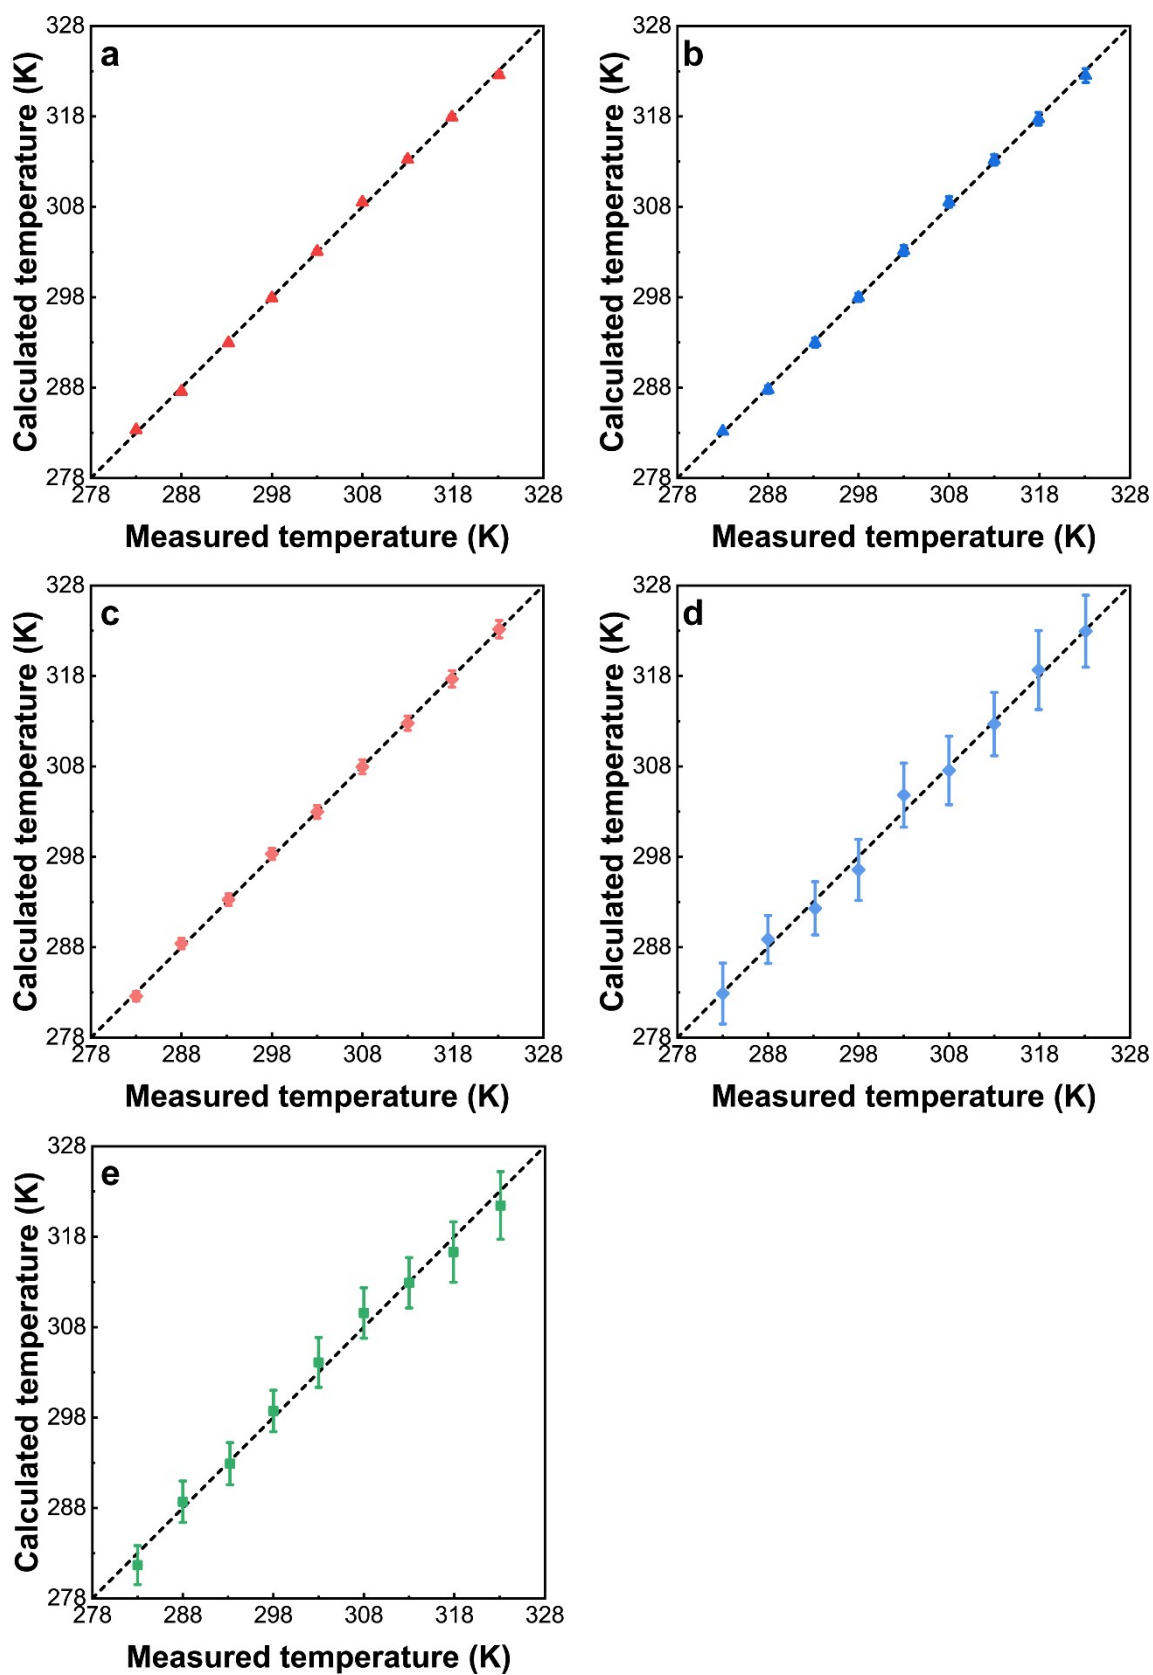 a
Calculated temperature (K)
328
318
308
298
288
278
278 288 298 308 318 328
Measured temperature (K)
b
Calculated temperature (K)
328
318
308
298
288
278
278 288 298 308 318 328
Measured temperature (K)
c
Calculated temperature (K)
328
318
308
298
288
278
278 288 298 308 318 328
Measured temperature (K)
d
Calculated temperature (K)
328
318
308
298
288
278
278 288 298 308 318 328
Measured temperature (K)
e
Calculated temperature (K)
328
318
308
298
288
278
278 288 298 308 318 328
Measured temperature (K)